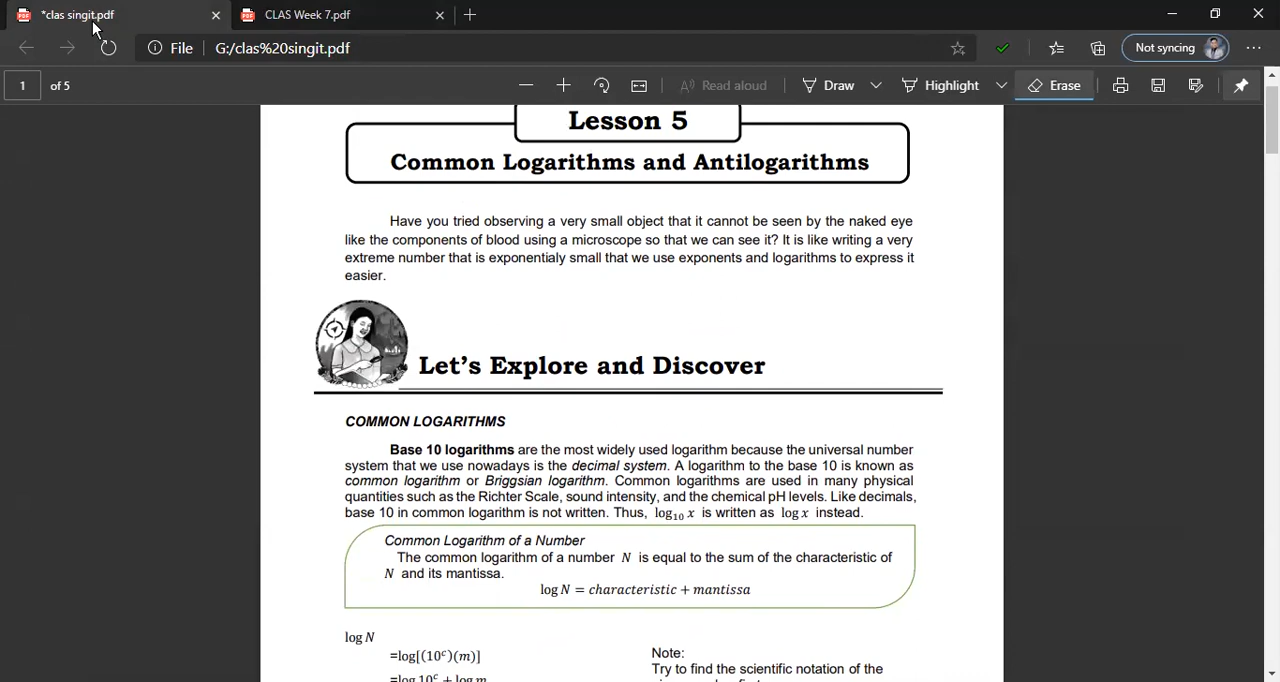 *clas singit.pdf
CLAS Week 7.pdf
File
G:/clas%20singit.pdf
Not syncing
1 of 5
Read aloud
Draw
Highlight
Erase
Lesson 5
Common Logarithms and Antilogarithms
Have you tried observing a very small object that it cannot be seen by the naked eye
like the components of blood using a microscope so that we can see it? It is like writing a very
extreme number that is exponentialy small that we use exponents and logarithms to express it
easier.
Let's Explore and Discover
COMMON LOGARITHMS
Base 10 logarithms are the most widely used logarithm because the universal number
system that we use nowadays is the decimal system. A logarithm to the base 10 is known as
common logarithm or Briggsian logarithm. Common logarithms are used in many physical
quantities such as the Richter Scale, sound intensity, and the chemical pH levels. Like decimals,
base 10 in common logarithm is not written. Thus, log₁₀ x is written as log x instead.
Common Logarithm of a Number
The common logarithm of a number N is equal to the sum of the characteristic of
N and its mantissa.
log N = characteristic + mantissa
log N
=log[(10ᶜ)(m)]
=log 10ᶜ + log m
Note:
Try to find the scientific notation of the